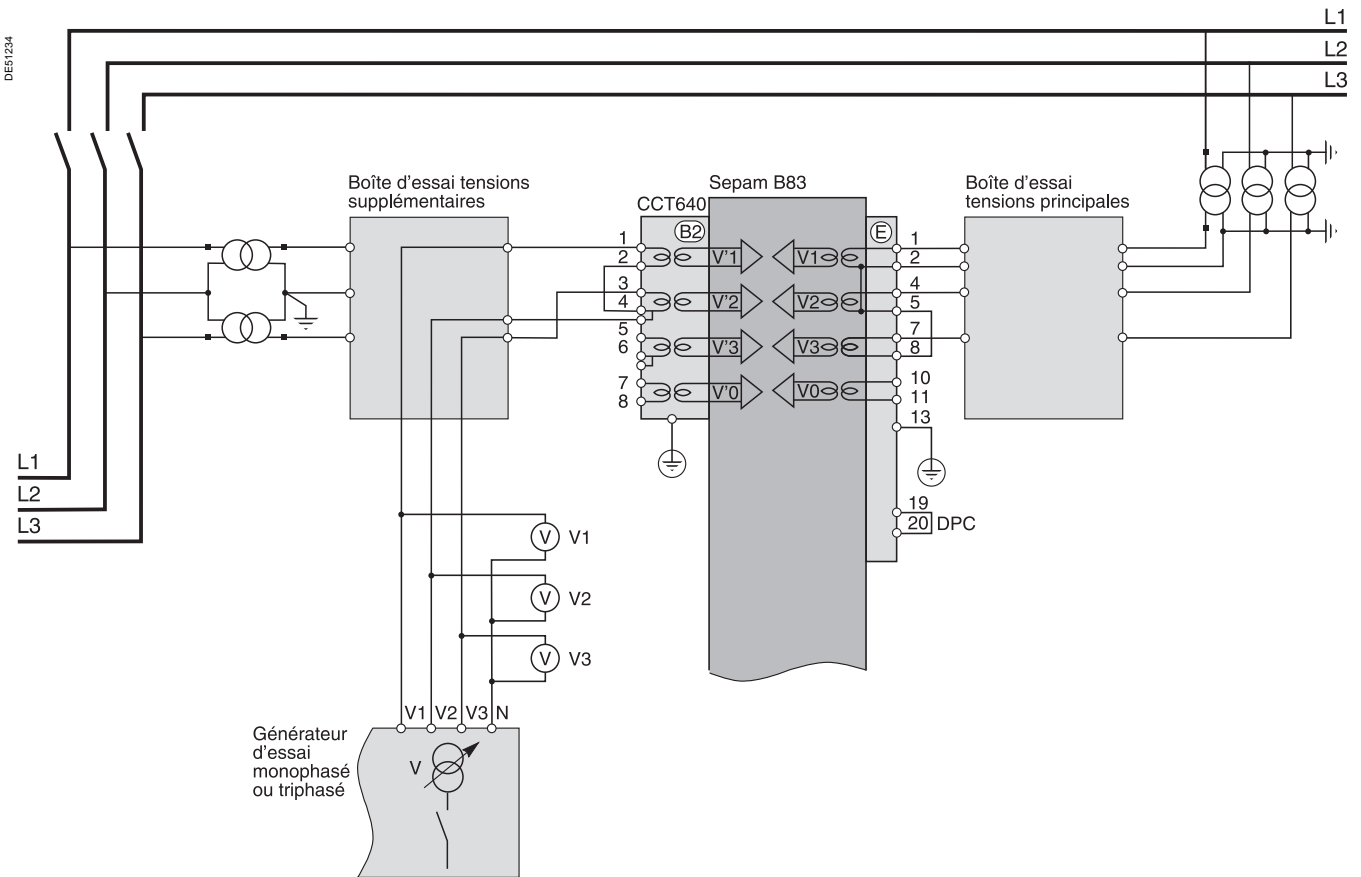 DE51234
L1
L2
L3
Boîte d'essai tensions
supplémentaires
CCT640
Sepam B83
Boîte d'essai
tensions principales
B2
E
1
2
3
4
5
6
7
8
V'1
V'2
V'3
V'0
V1
V2
V3
V0
1
2
4
5
7
8
10
11
13
19
20
DPC
L1
L2
L3
V V1
V V2
V V3
V1 V2 V3 N
Générateur
d'essai
monophasé
ou triphasé
V